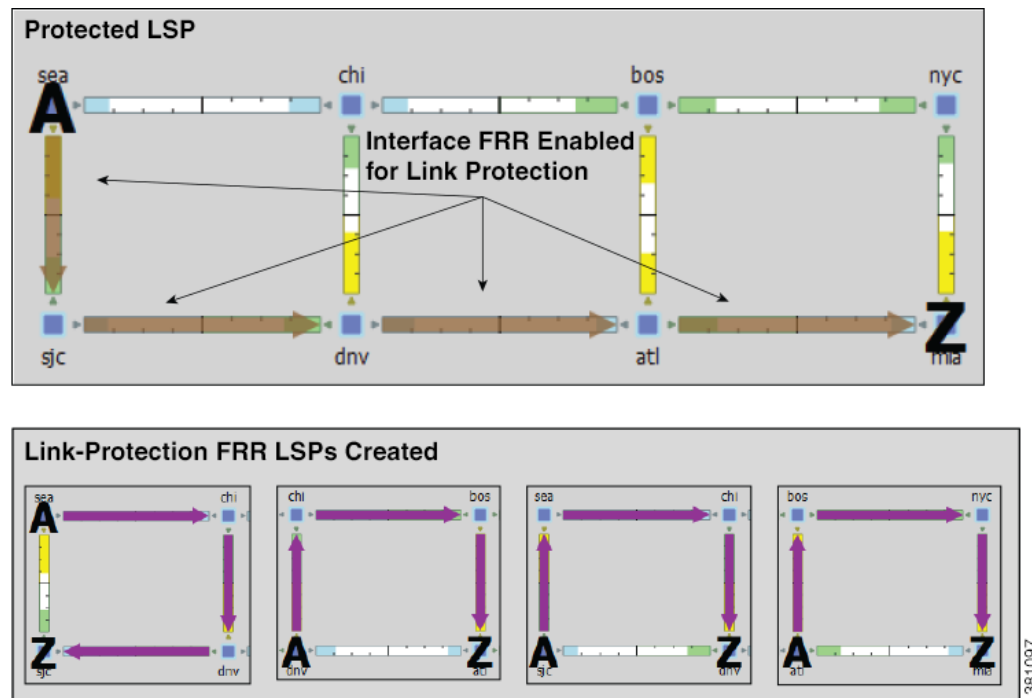 Protected LSP
sea chi bos nyc
A
Interface FRR Enabled
for Link Protection
Z
sjc dnv atl mia
Link-Protection FRR LSPs Created
sea chi
A
Z
sjc dnv
chi bos
A Z
dnv atl
sea chi
A Z
sjc dnv
bos nyc
A Z
atl mia
381097